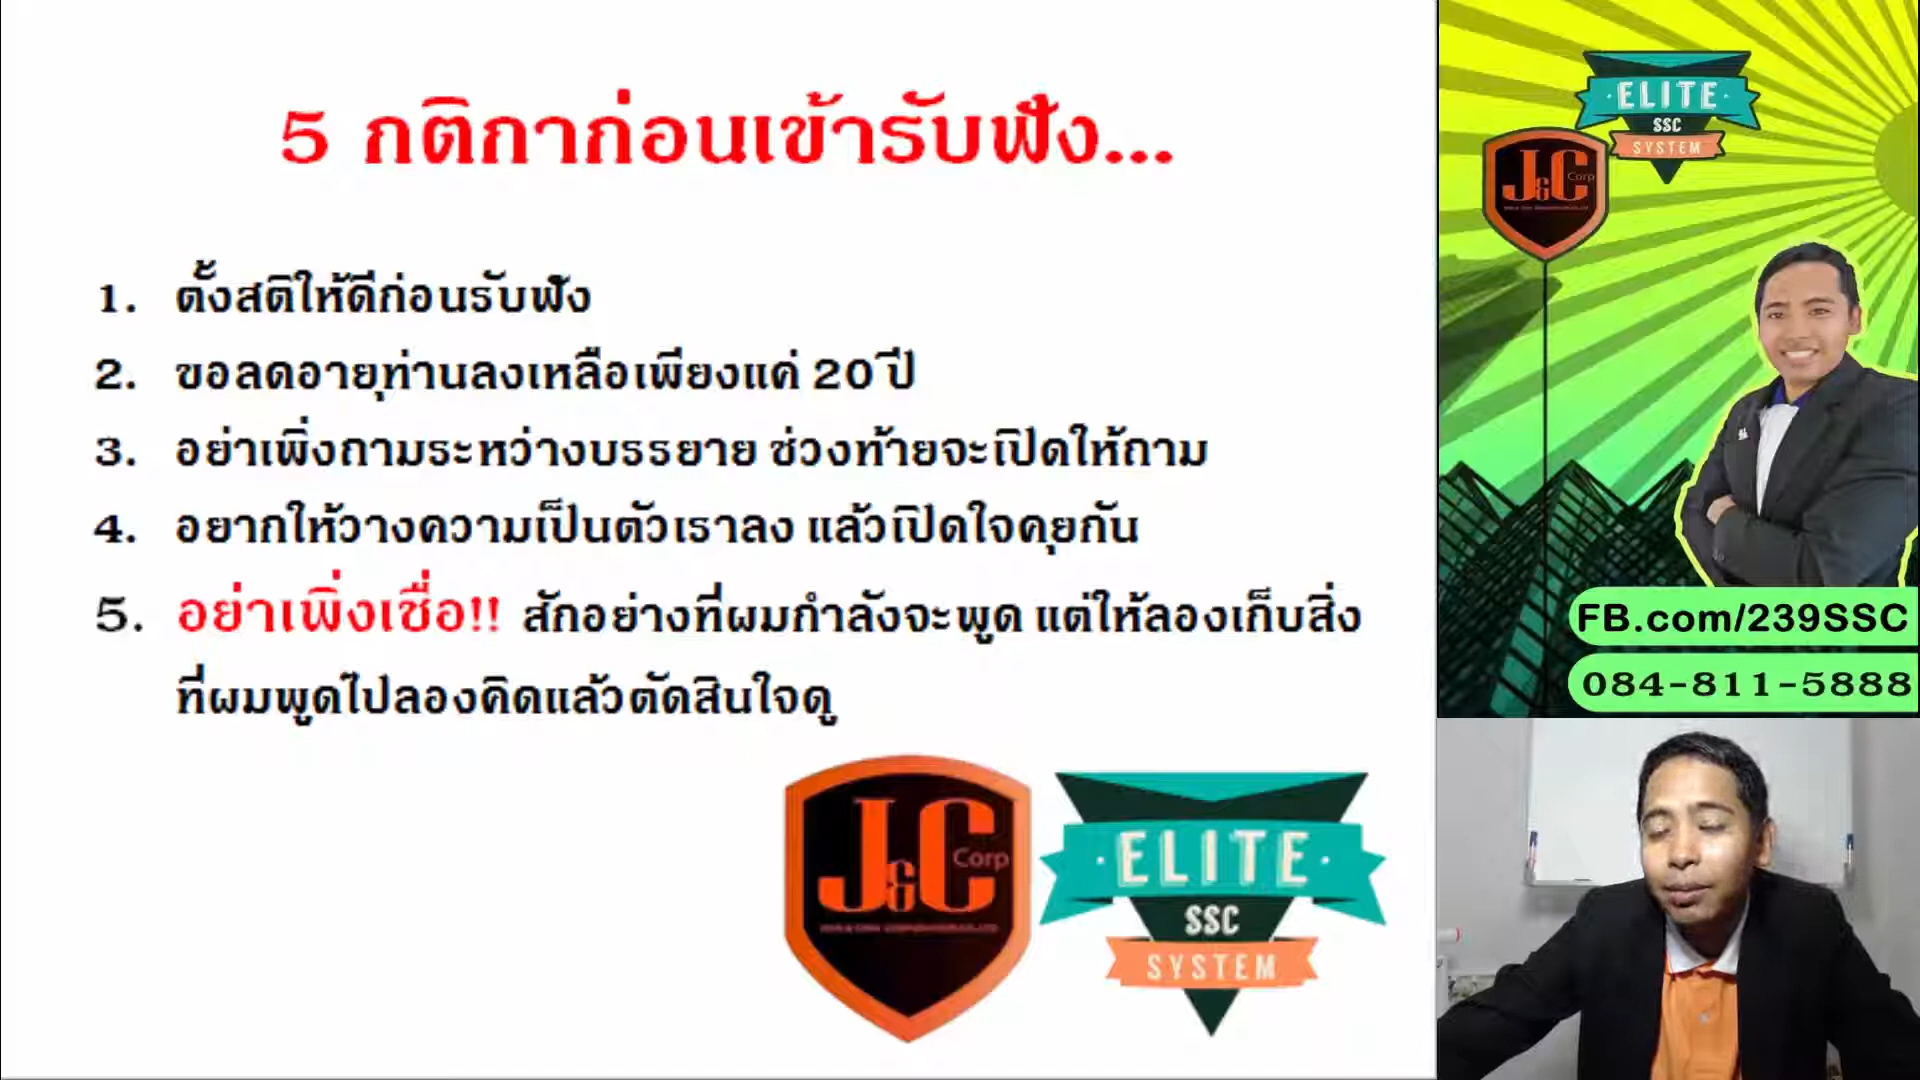 5 กติกาก่อนเข้ารับฟัง...
1. ตั้งสติให้ดีก่อนรับฟัง
2. ขอลดอายุท่านลงเหลือเพียงแค่ 20 ปี
3. อย่าเพิ่งถามระหว่างบรรยาย ช่วงท้ายจะเปิดให้ถาม
4. อยากให้วางความเป็นตัวเราลง แล้วเปิดใจคุยกัน
5. อย่าเพิ่งเชื่อ!! สักอย่างที่ผมกำลังจะพูด แต่ให้ลองเก็บสิ่ง
ที่ผมพูดไปลองคิดแล้วตัดสินใจดู
J&C Corp
ELITE
SSC
SYSTEM
ELITE
SSC
SYSTEM
J&C Corp
FB.com/239SSC
084-811-5888